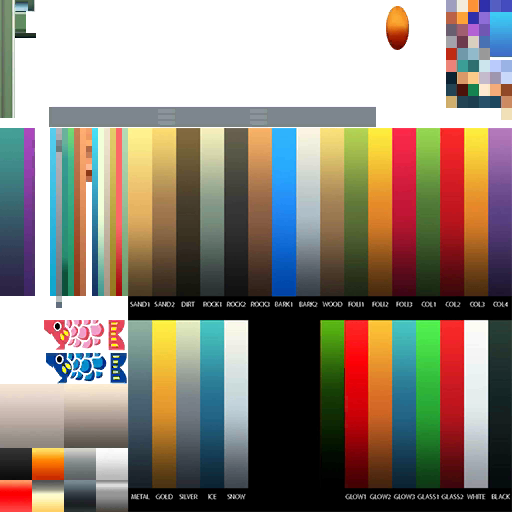 SAND1 SAND2 DIRT ROCK1 ROCK2 ROCK3 BARK1 BARK2 WOOD FOLI1 FOLI2 FOLI3 COL1 COL2 COL3 COL4
METAL GOLD SILVER ICE SNOW GLOW1 GLOW2 GLOW3 GLASS1 GLASS2 WHITE BLACK